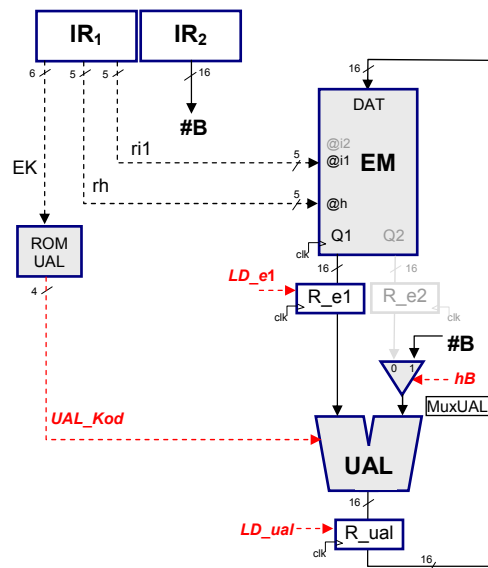 IR1 IR2
6 5 5 16
#B
16
DAT
@i2
EK ri1 5 @i1 EM
rh
5 @h
ROM
UAL
Q1 Q2
clk
4
16 16
LD_e1
R_e1 R_e2
clk clk
#B
0 1
hB
MuxUAL
UAL_Kod
UAL
16
LD_ual
R_ual
clk
16